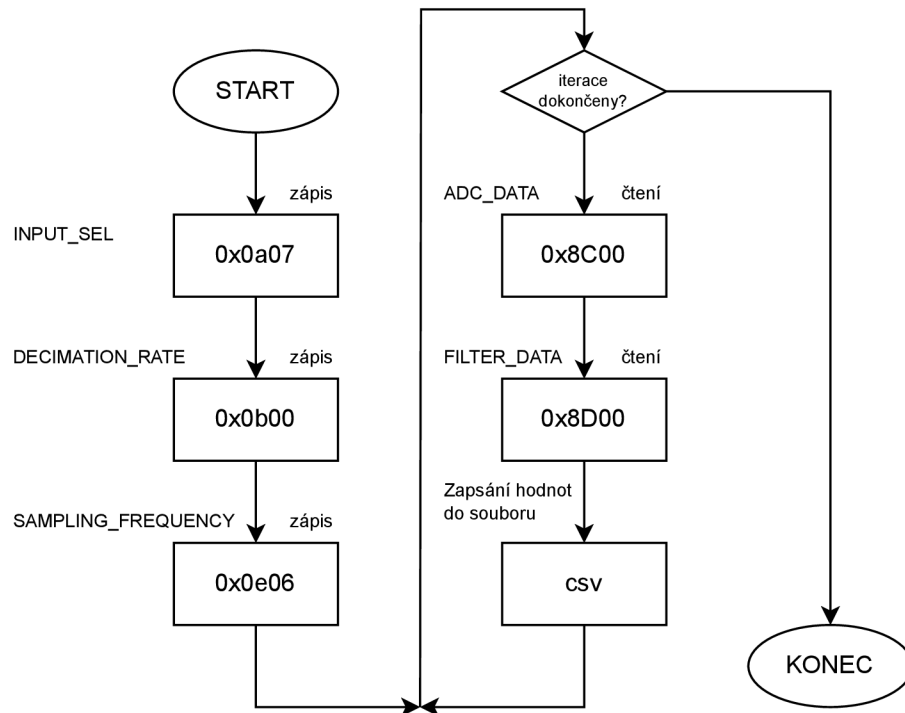 START
zápis
INPUT_SEL
0x0a07
DECIMATION_RATE
zápis
0x0b00
SAMPLING_FREQUENCY
zápis
0x0e06
iterace
dokončeny?
ADC_DATA
čtení
0x8C00
FILTER_DATA
čtení
0x8D00
Zapsání hodnot
do souboru
csv
KONEC